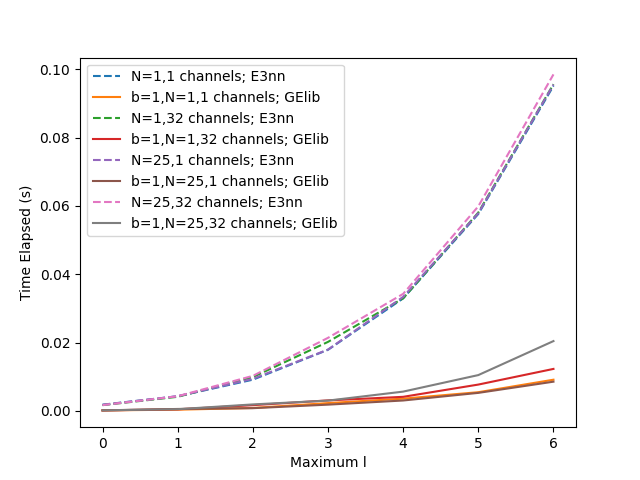 0.10
0.08
0.06
0.04
0.02
0.00
Time Elapsed (s)
N=1,1 channels; E3nn
b=1,N=1,1 channels; GElib
N=1,32 channels; E3nn
b=1,N=1,32 channels; GElib
N=25,1 channels; E3nn
b=1,N=25,1 channels; GElib
N=25,32 channels; E3nn
b=1,N=25,32 channels; GElib
0 1 2 3 4 5 6
Maximum l